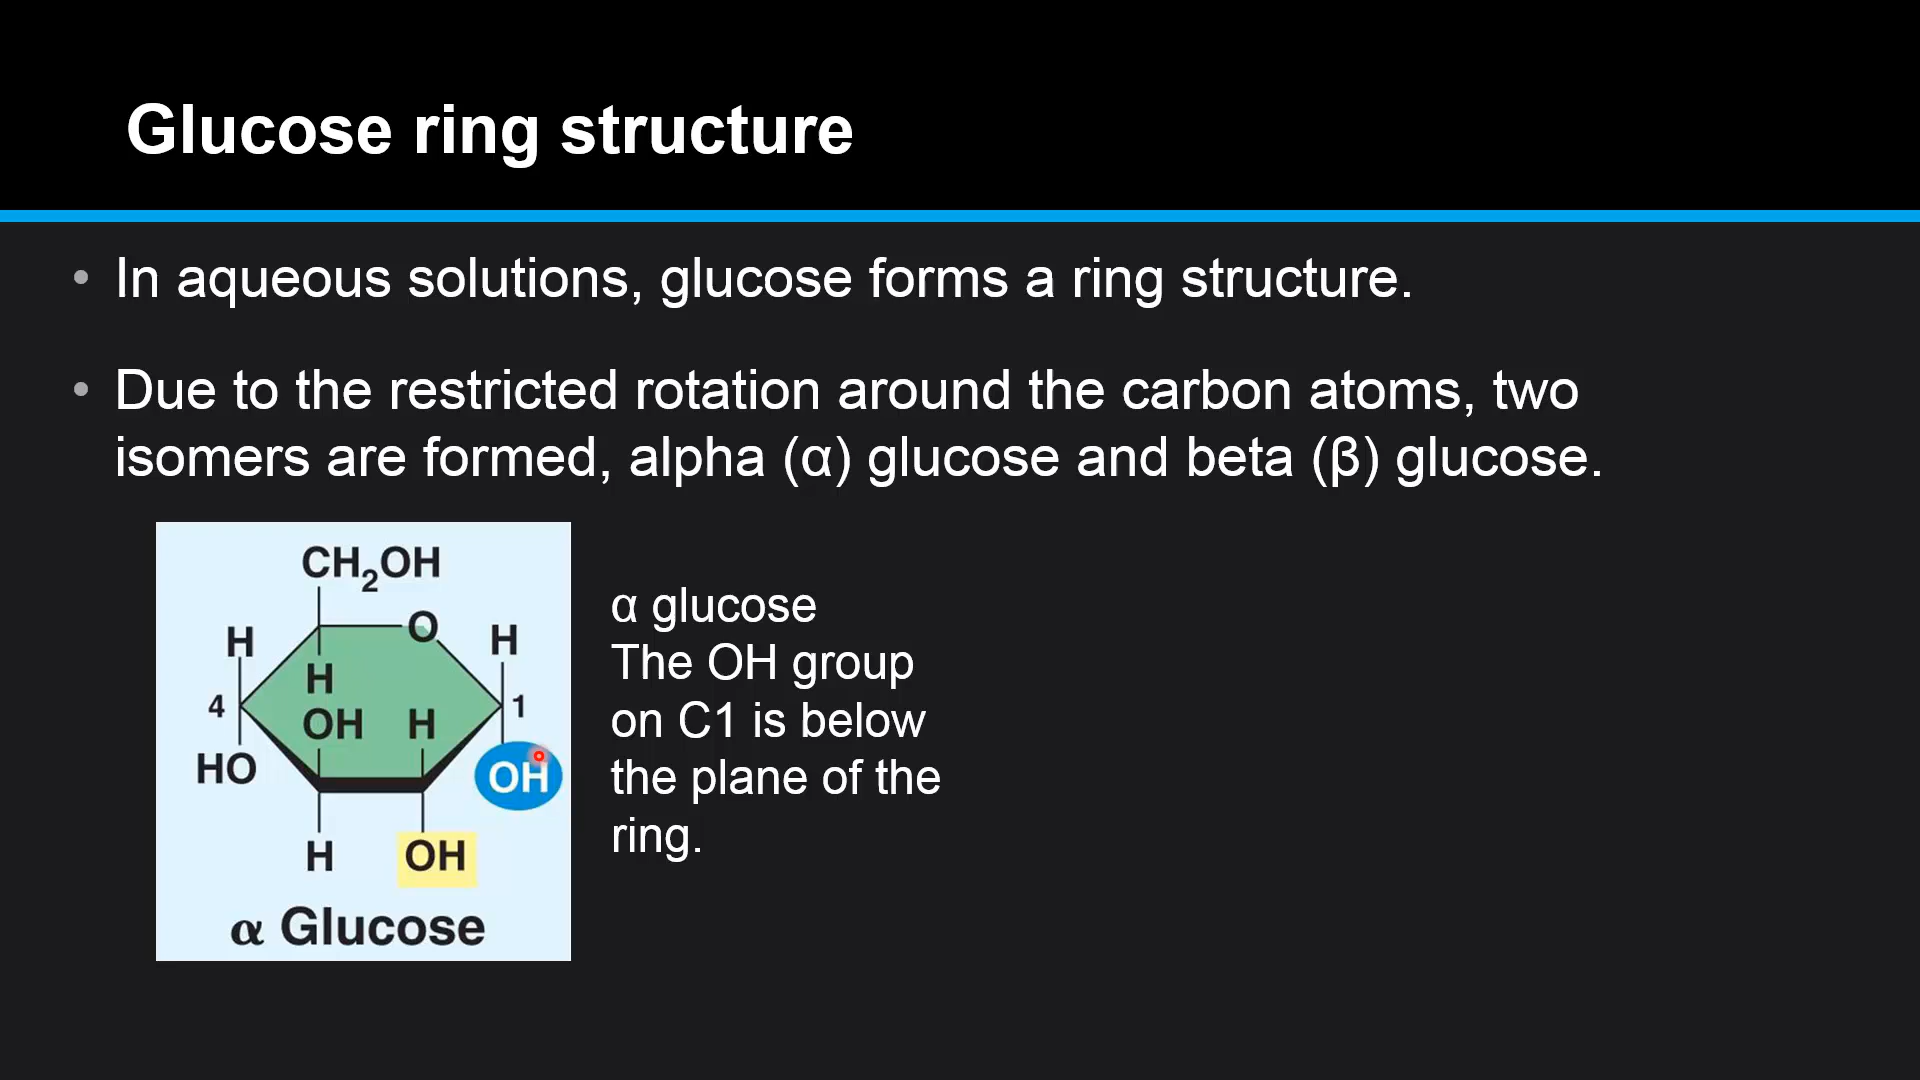 Glucose ring structure
• In aqueous solutions, glucose forms a ring structure.
• Due to the restricted rotation around the carbon atoms, two
isomers are formed, alpha (α) glucose and beta (β) glucose.
CH₂OH
O
H
H
H
4
OH
H
1
HO
OH
H
OH
α Glucose
α glucose
The OH group
on C1 is below
the plane of the
ring.